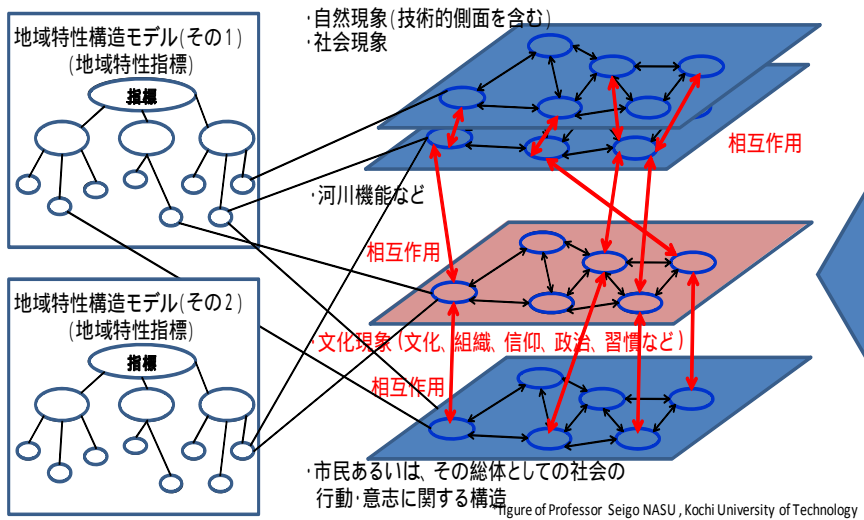 ・自然現象(技術的側面を含む)
・社会現象
地域特性構造モデル(その1)
(地域特性指標)
指標
相互作用
・河川機能など
相互作用
地域特性構造モデル(その2)
(地域特性指標)
指標
・文化現象(文化、組織、信仰、政治、習慣など)
相互作用
・市民あるいは、その総体としての社会の
行動・意志に関する構造
*figure of Professor Seigo NASU , Kochi University of Technology